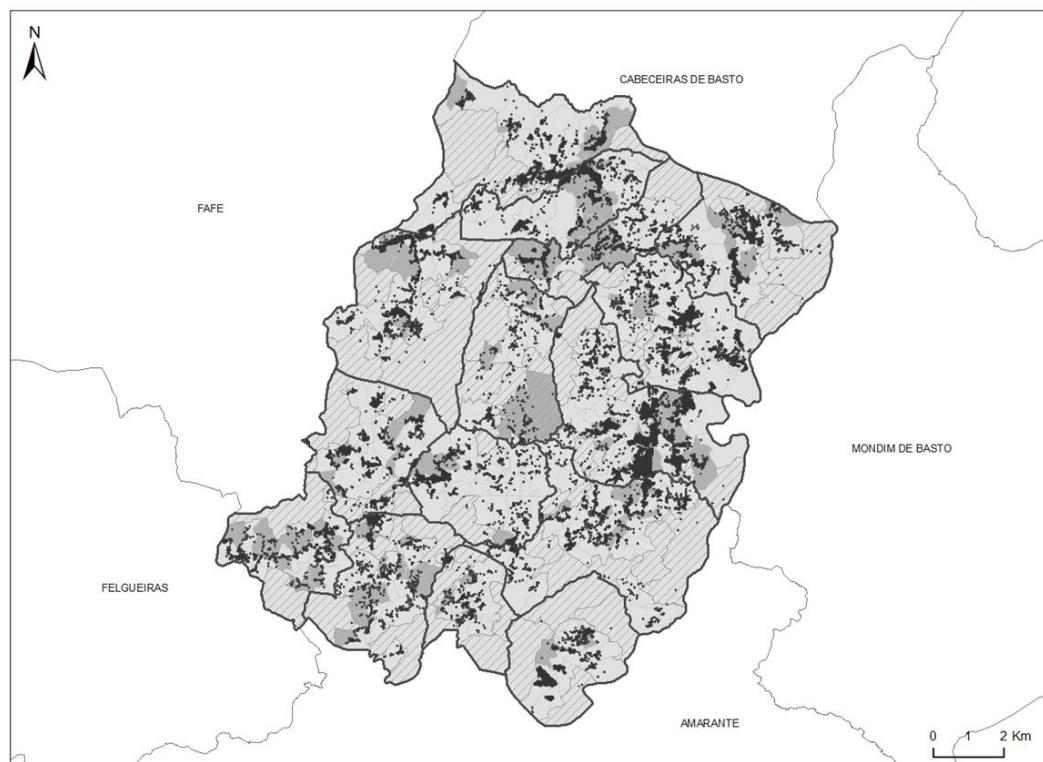 N
CABECEIRAS DE BASTO
FAFE
MONDIM DE BASTO
FELGUEIRAS
AMARANTE
0 1 2 Km